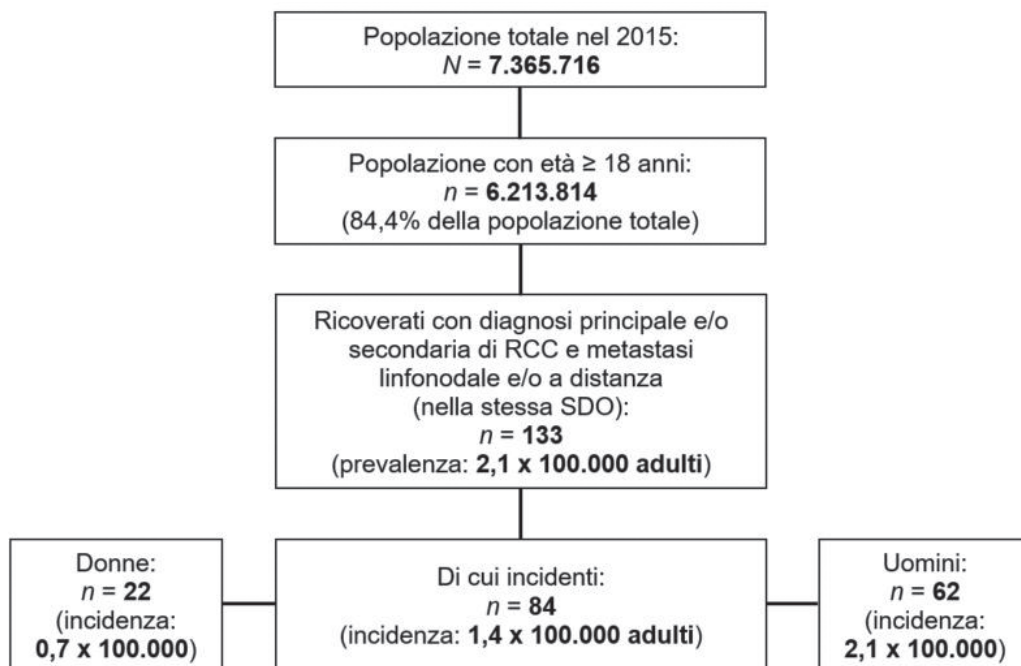 Popolazione totale nel 2015:
N = 7.365.716
Popolazione con età ≥ 18 anni:
n = 6.213.814
(84,4% della popolazione totale)
Ricoverati con diagnosi principale e/o
secondaria di RCC e metastasi
linfonodale e/o a distanza
(nella stessa SDO):
n = 133
(prevalenza: 2,1 x 100.000 adulti)
Donne:
n = 22
(incidenza:
0,7 x 100.000)
Di cui incidenti:
n = 84
(incidenza: 1,4 x 100.000 adulti)
Uomini:
n = 62
(incidenza:
2,1 x 100.000)